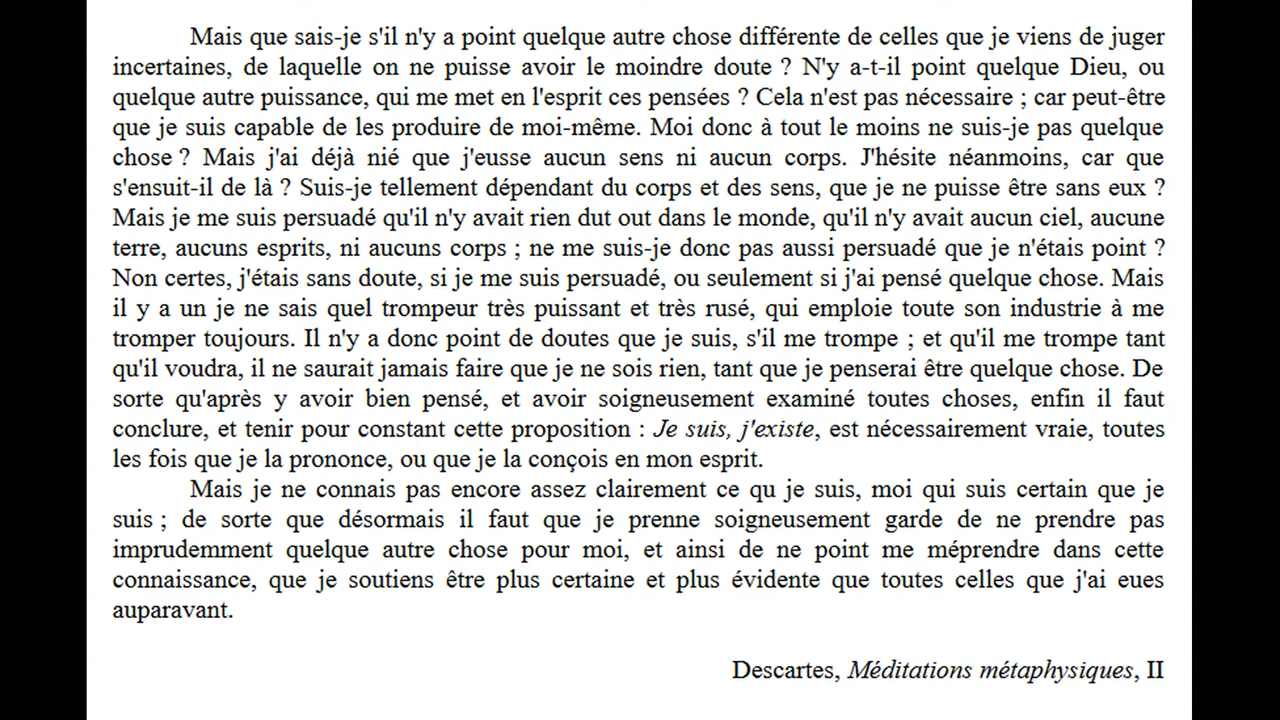 Mais que sais-je s'il n'y a point quelque autre chose différente de celles que je viens de juger
incertaines, de laquelle on ne puisse avoir le moindre doute ? N'y a-t-il point quelque Dieu, ou
quelque autre puissance, qui me met en l'esprit ces pensées ? Cela n'est pas nécessaire ; car peut-être
que je suis capable de les produire de moi-même. Moi donc à tout le moins ne suis-je pas quelque
chose ? Mais j'ai déjà nié que j'eusse aucun sens ni aucun corps. J'hésite néanmoins, car que
s'ensuit-il de là ? Suis-je tellement dépendant du corps et des sens, que je ne puisse être sans eux ?
Mais je me suis persuadé qu'il n'y avait rien dut out dans le monde, qu'il n'y avait aucun ciel, aucune
terre, aucuns esprits, ni aucuns corps ; ne me suis-je donc pas aussi persuadé que je n'étais point ?
Non certes, j'étais sans doute, si je me suis persuadé, ou seulement si j'ai pensé quelque chose. Mais
il y a un je ne sais quel trompeur très puissant et très rusé, qui emploie toute son industrie à me
tromper toujours. Il n'y a donc point de doutes que je suis, s'il me trompe ; et qu'il me trompe tant
qu'il voudra, il ne saurait jamais faire que je ne sois rien, tant que je penserai être quelque chose. De
sorte qu'après y avoir bien pensé, et avoir soigneusement examiné toutes choses, enfin il faut
conclure, et tenir pour constant cette proposition : Je suis, j'existe, est nécessairement vraie, toutes
les fois que je la prononce, ou que je la conçois en mon esprit.
Mais je ne connais pas encore assez clairement ce qu je suis, moi qui suis certain que je
suis ; de sorte que désormais il faut que je prenne soigneusement garde de ne prendre pas
imprudemment quelque autre chose pour moi, et ainsi de ne point me méprendre dans cette
connaissance, que je soutiens être plus certaine et plus évidente que toutes celles que j'ai eues
auparavant.
Descartes, Méditations métaphysiques, II